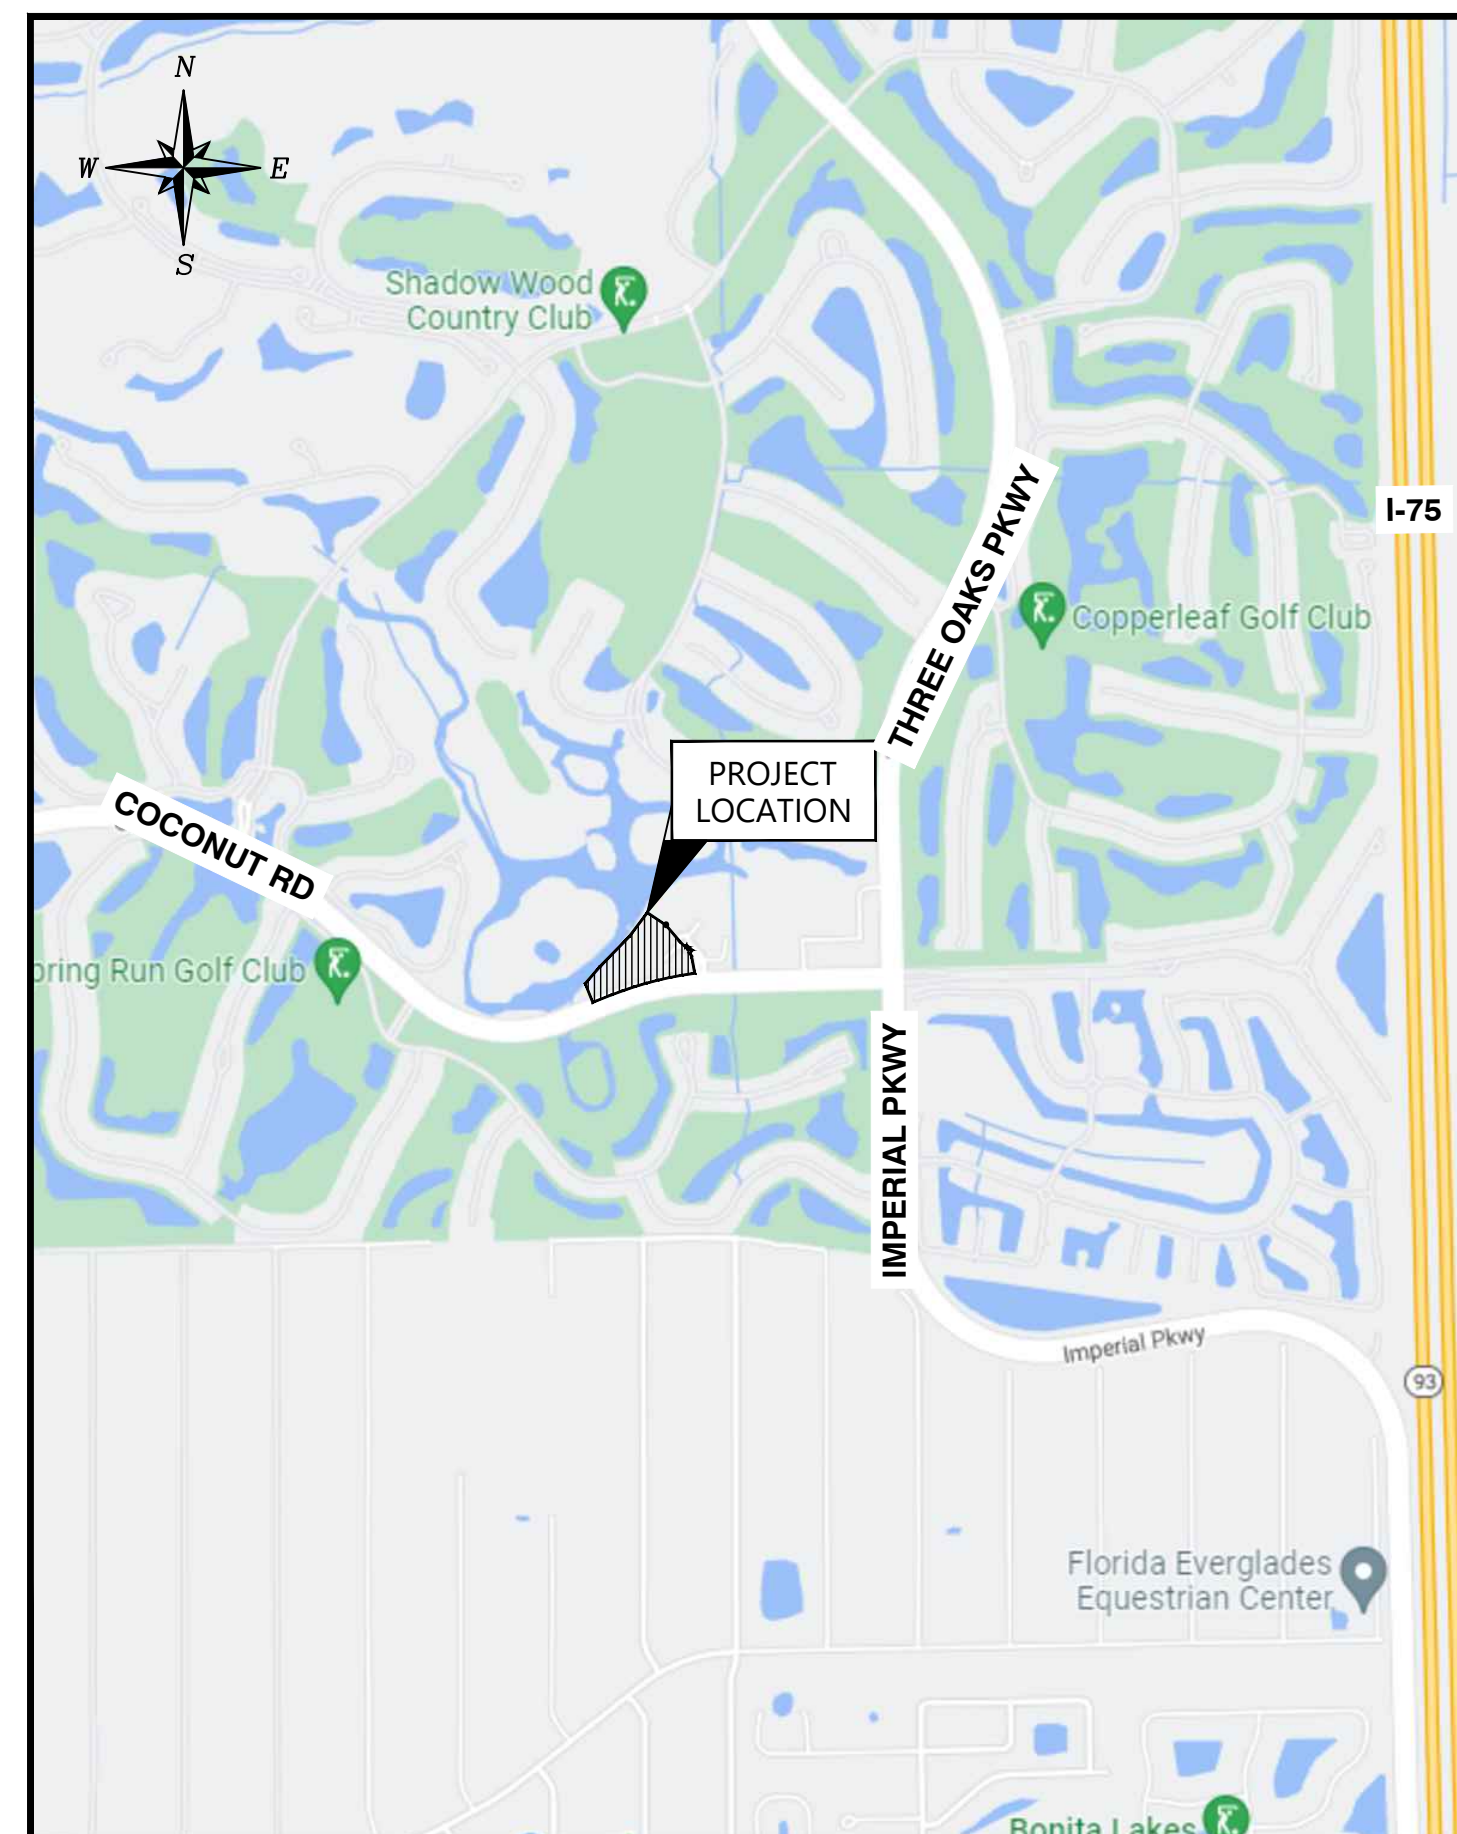 N
W E
S
Shadow Wood
Country Club
I-75
THREE OAKS PKWY
Copperleaf Golf Club
PROJECT
LOCATION
COCONUT RD
pring Run Golf Club
IMPERIAL PKWY
Imperial Pkwy
93
Florida Everglades
Equestrian Center
Bonita Lakes